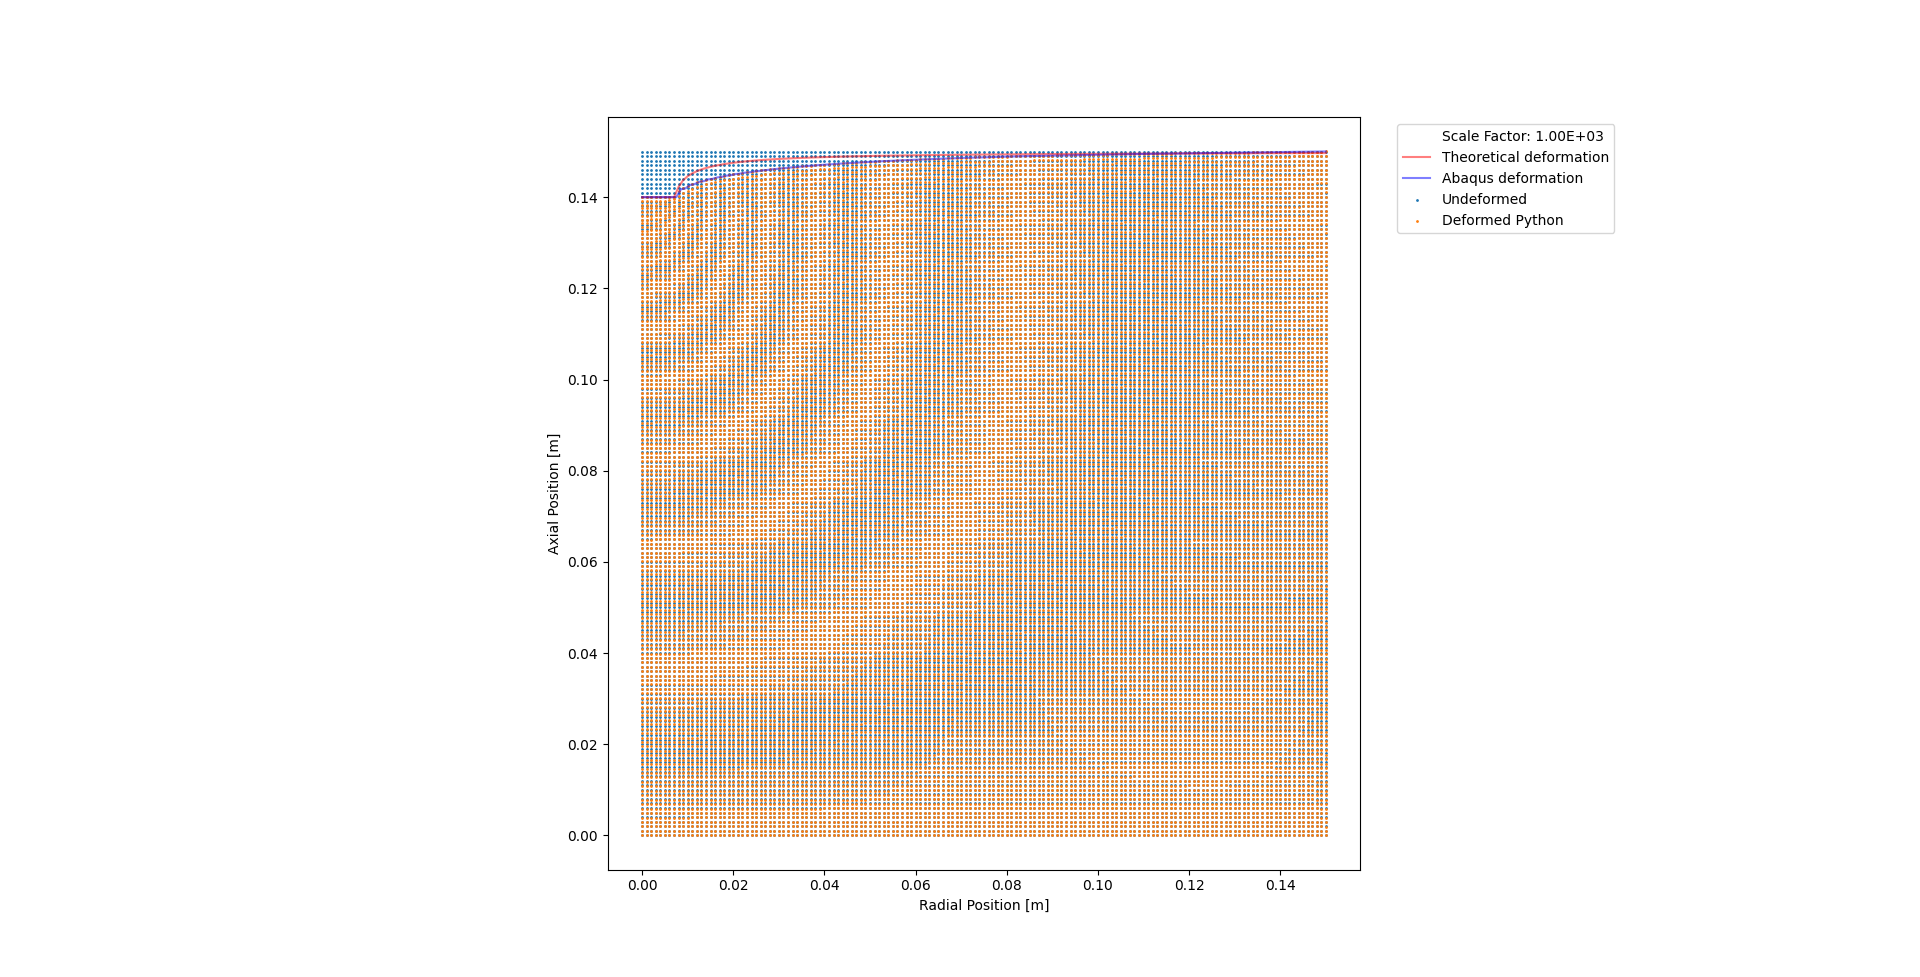 Scale Factor: 1.00E+03
Theoretical deformation
Abaqus deformation
Undeformed
Deformed Python
Axial Position [m]
0.14
0.12
0.10
0.08
0.06
0.04
0.02
0.00
0.00 0.02 0.04 0.06 0.08 0.10 0.12 0.14
Radial Position [m]